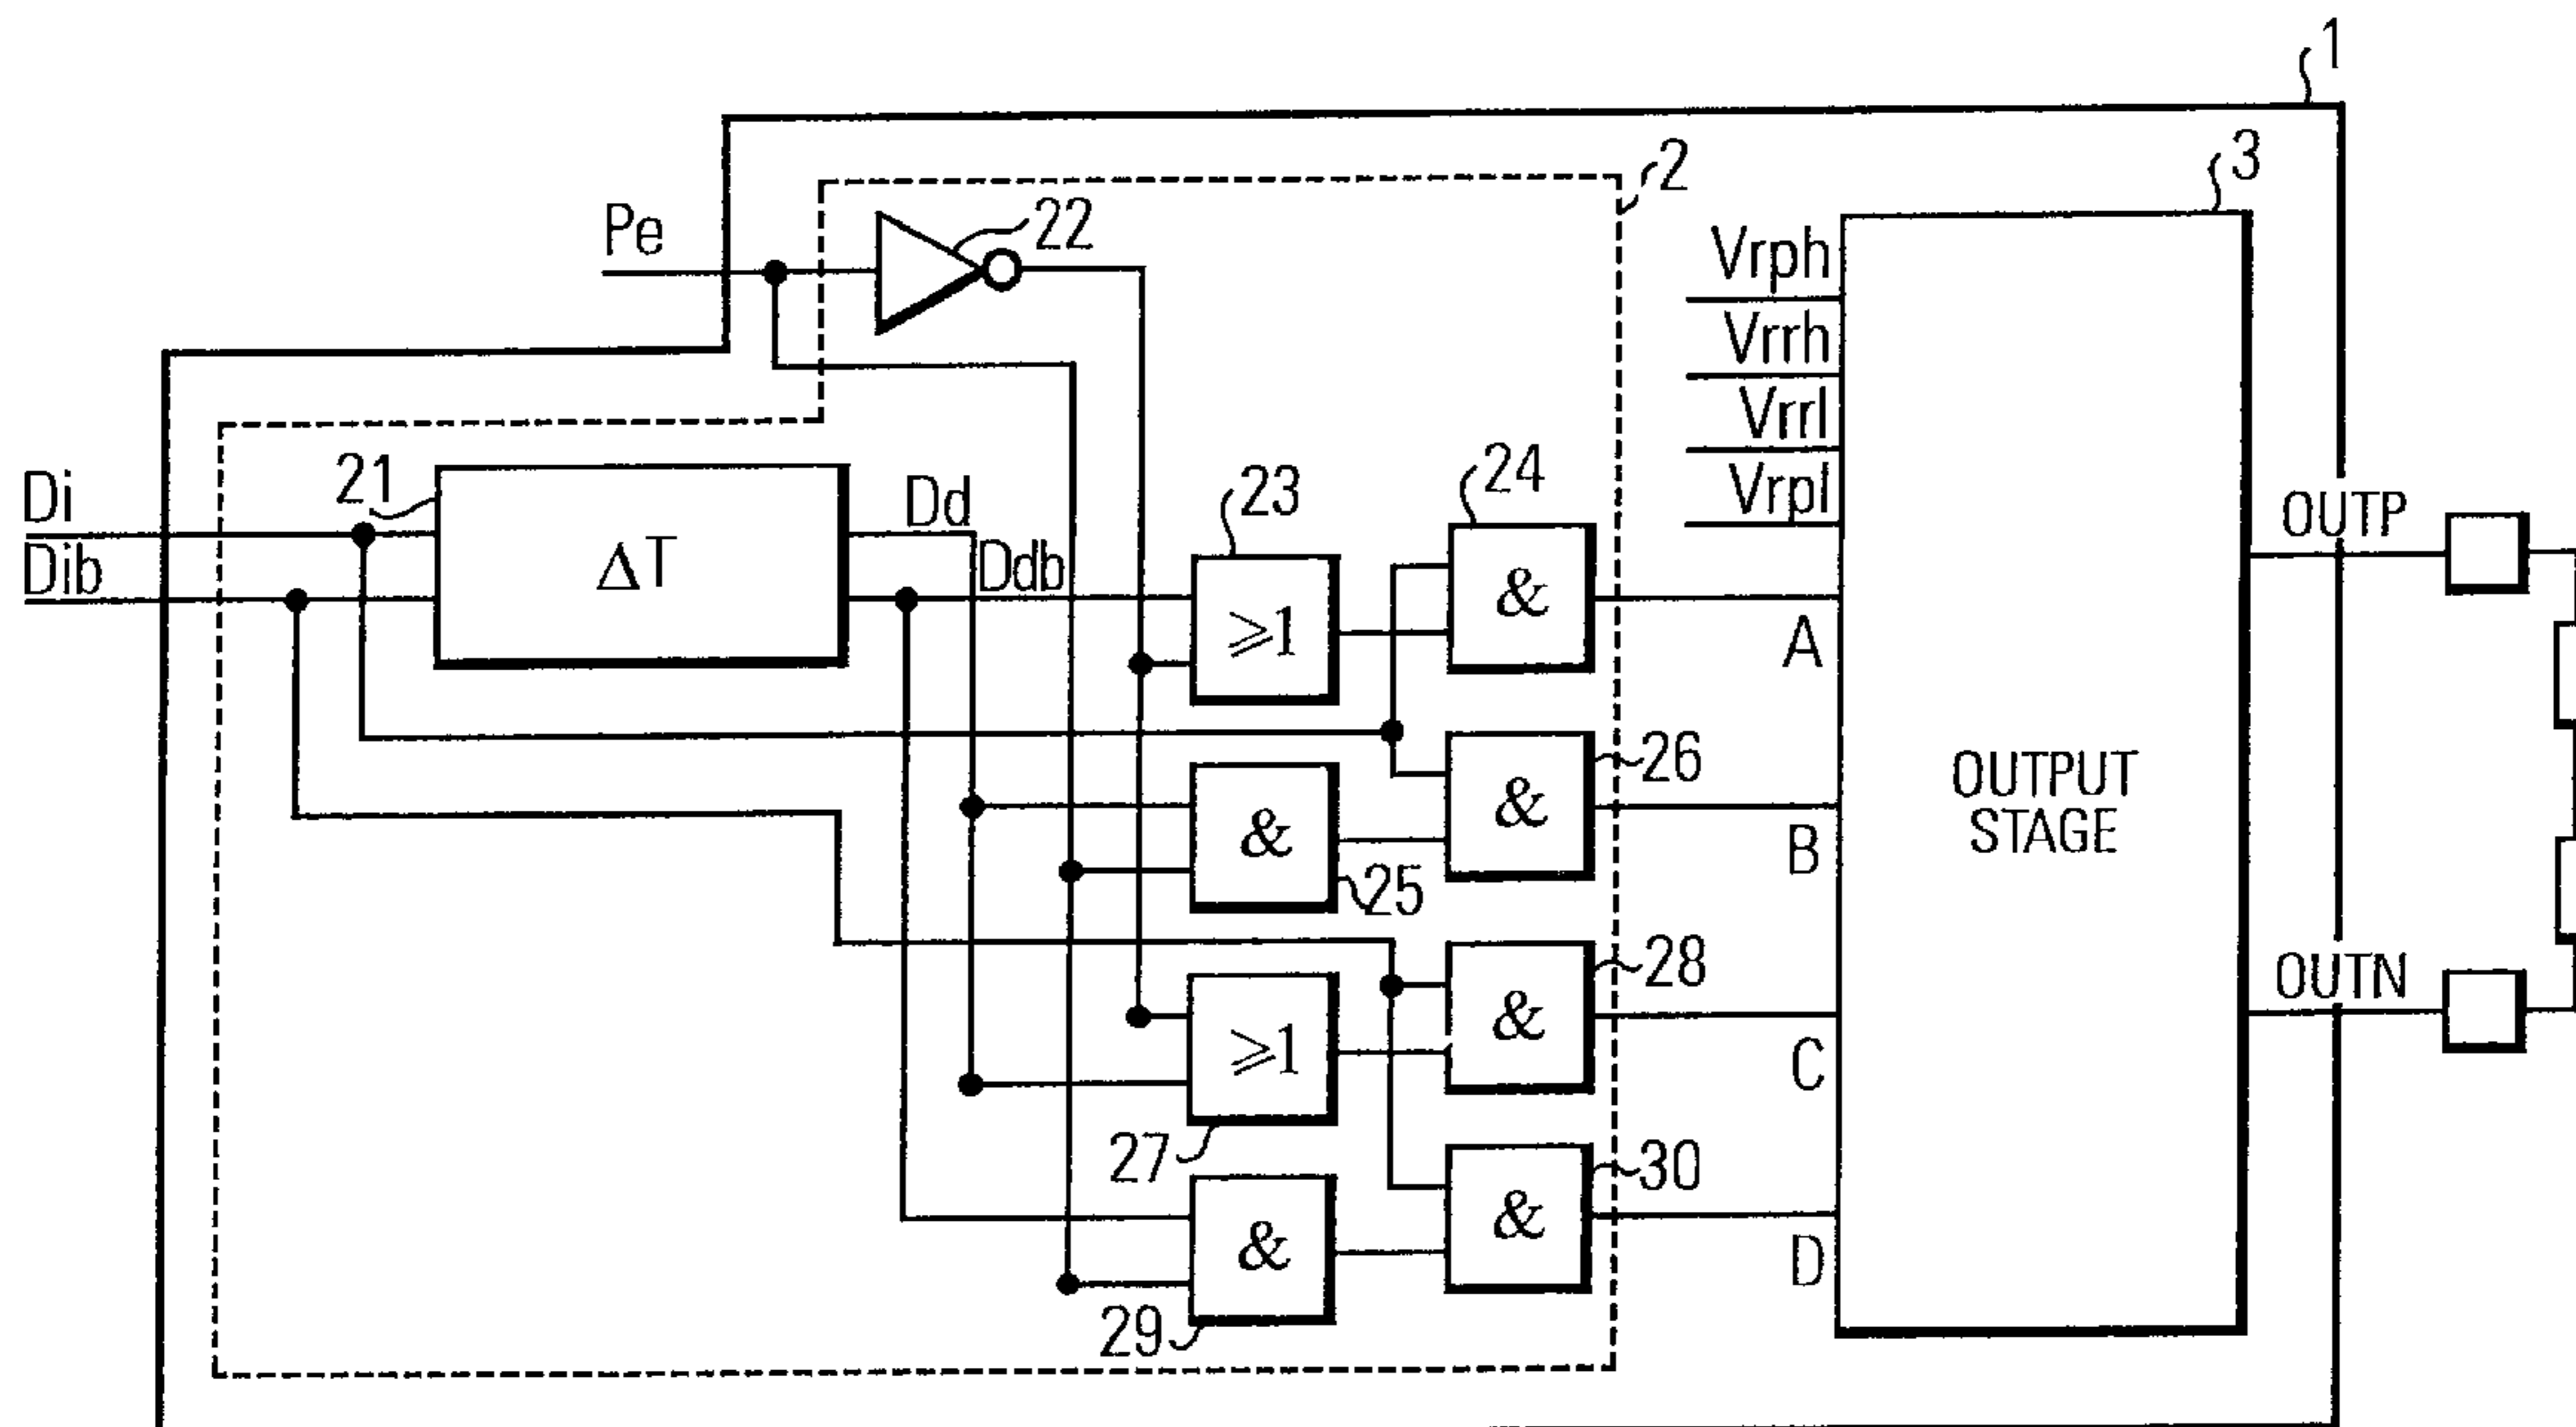 1
3
2
Pe
22
Vrph
Vrrh
Vrrl
Vrpl
Di
21
Dd
Dib
ΔT
Ddb
23
24
OUTP
⩾1
&
A
26
&
&
OUTPUT
STAGE
B
25
28
OUTN
⩾1
&
C
27
30
&
&
D
29